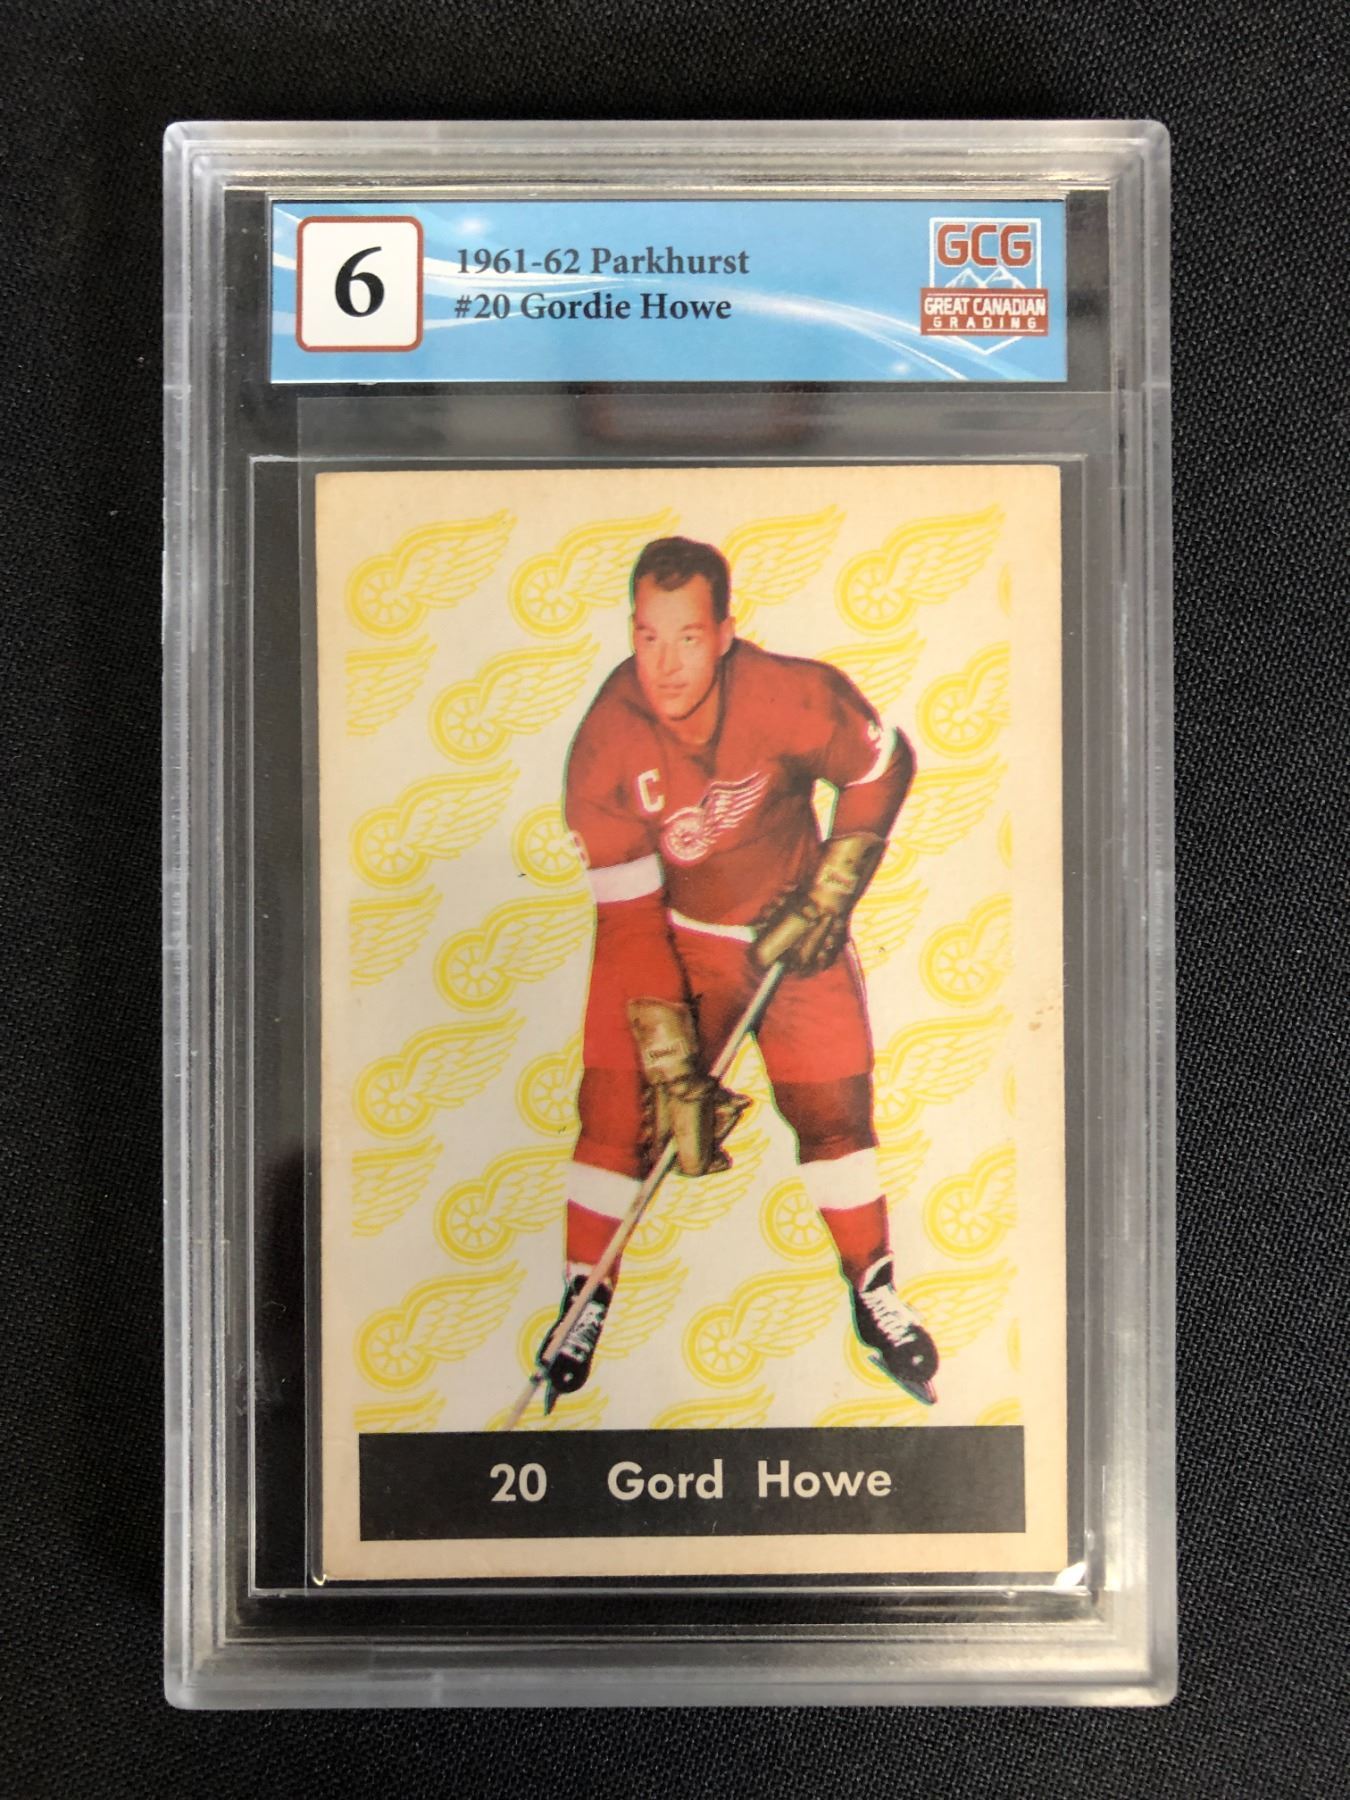 6
1961-62 Parkhurst
#20 Gordie Howe
GCG
GREAT CANADIAN
GRADING
C
20 Gord Howe